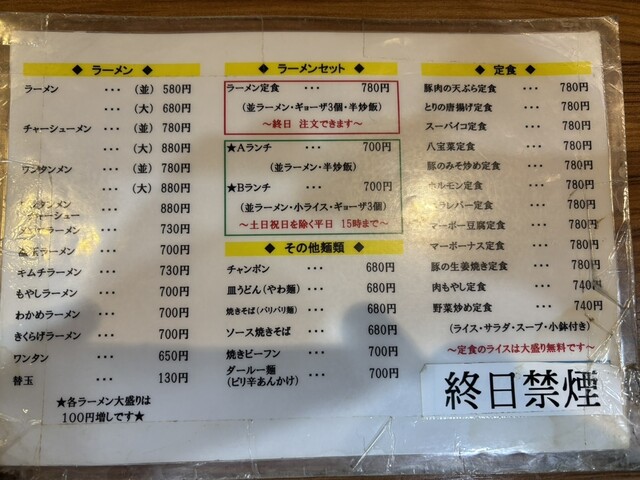 ◆ ラーメン ◆
ラーメン ・・・ (並) 580円
・・・ (大) 680円
チャーシューメン ・・・ (並) 780円
・・・ (大) 880円
ワンタンメン ・・・ (並) 780円
・・・ (大) 880円
チャーシュー ・・・ 880円
ラーメン ・・・ 730円
玉ラーメン ・・・ 700円
キムチラーメン ・・・ 730円
もやしラーメン ・・・ 700円
わかめラーメン ・・・ 700円
きくらげラーメン ・・・ 700円
ワンタン ・・・ 650円
替玉 ・・・ 130円
★各ラーメン大盛りは
100円増しです★
◆ ラーメンセット ◆
ラーメン定食 ・・・ 780円
(並ラーメン・ギョーザ3個・半炒飯)
～終日 注文できます～
★Aランチ ・・・ 700円
(並ラーメン・半炒飯)
★Bランチ ・・・ 700円
(並ラーメン・小ライス・ギョーザ3個)
～土日祝日を除く平日 15時まで～
◆ その他麺類 ◆
チャンポン ・・・ 680円
皿うどん(やわ麺) ・・・ 680円
焼きそば(バリバリ麺) ・・・ 680円
ソース焼きそば ・・・ 680円
焼きビーフン ・・・ 700円
ダールー麺 ・・・ 700円
(ピリ辛あんかけ)
◆ 定食 ◆
豚肉の天ぷら定食 ・・・ 780円
とりの唐揚げ定食 ・・・ 780円
スーパイコ定食 ・・・ 780円
八宝菜定食 ・・・ 780円
豚のみそ炒め定食 ・・・ 780円
ホルモン定食 ・・・ 780円
ニラレバー定食 ・・・ 780円
マーボー豆腐定食 ・・・ 780円
マーボーナス定食 ・・・ 780円
豚の生姜焼き定食 ・・・ 780円
肉もやし定食 ・・・ 740円
野菜炒め定食 ・・・ 740円
(ライス・サラダ・スープ・小鉢付き)
～定食のライスは大盛り無料です～
終日禁煙